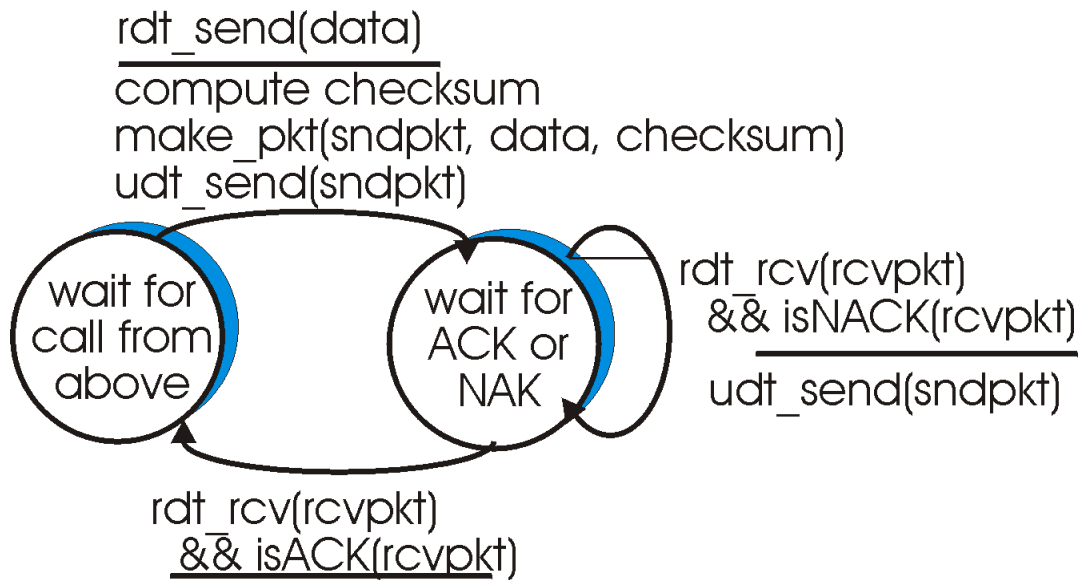 rdt_send(data)
compute checksum
make_pkt(sndpkt, data, checksum)
udt_send(sndpkt)
wait for
call from
above
wait for
ACK or
NAK
rdt_rcv(rcvpkt)
&& isNACK(rcvpkt)
udt_send(sndpkt)
rdt_rcv(rcvpkt)
&& isACK(rcvpkt)